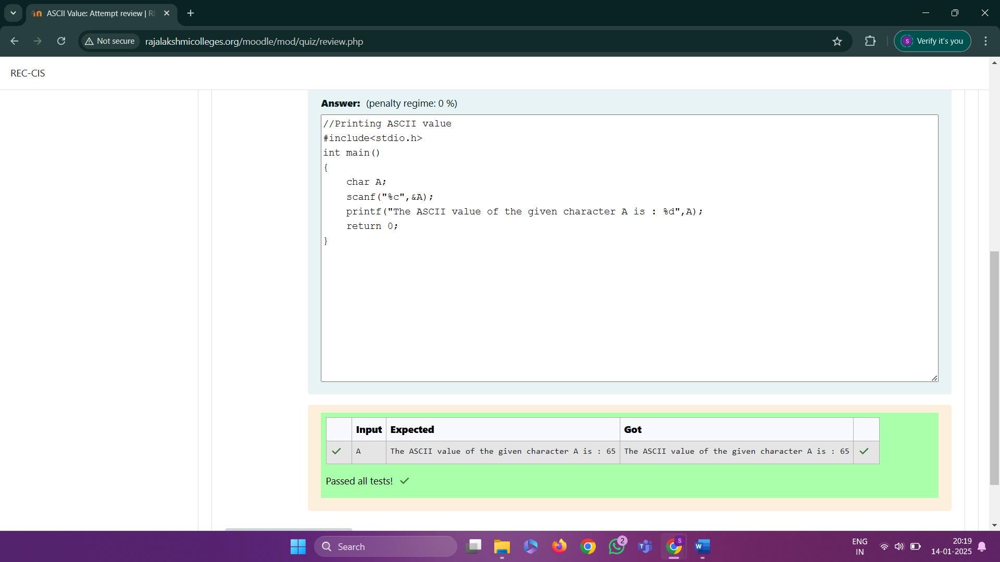 ASCII Value: Attempt review | RE
Not secure
rajalakshmicolleges.org/moodle/mod/quiz/review.php
S
Verify it's you
REC-CIS
Answer: (penalty regime: 0 %)
//Printing ASCII value
#include<stdio.h>
int main()
{
    char A;
    scanf("%c",&A);
    printf("The ASCII value of the given character A is : %d",A);
    return 0;
}
Input Expected Got
A The ASCII value of the given character A is : 65 The ASCII value of the given character A is : 65
Passed all tests!
Search
2
T
S
W
ENG
IN
20:19
14-01-2025